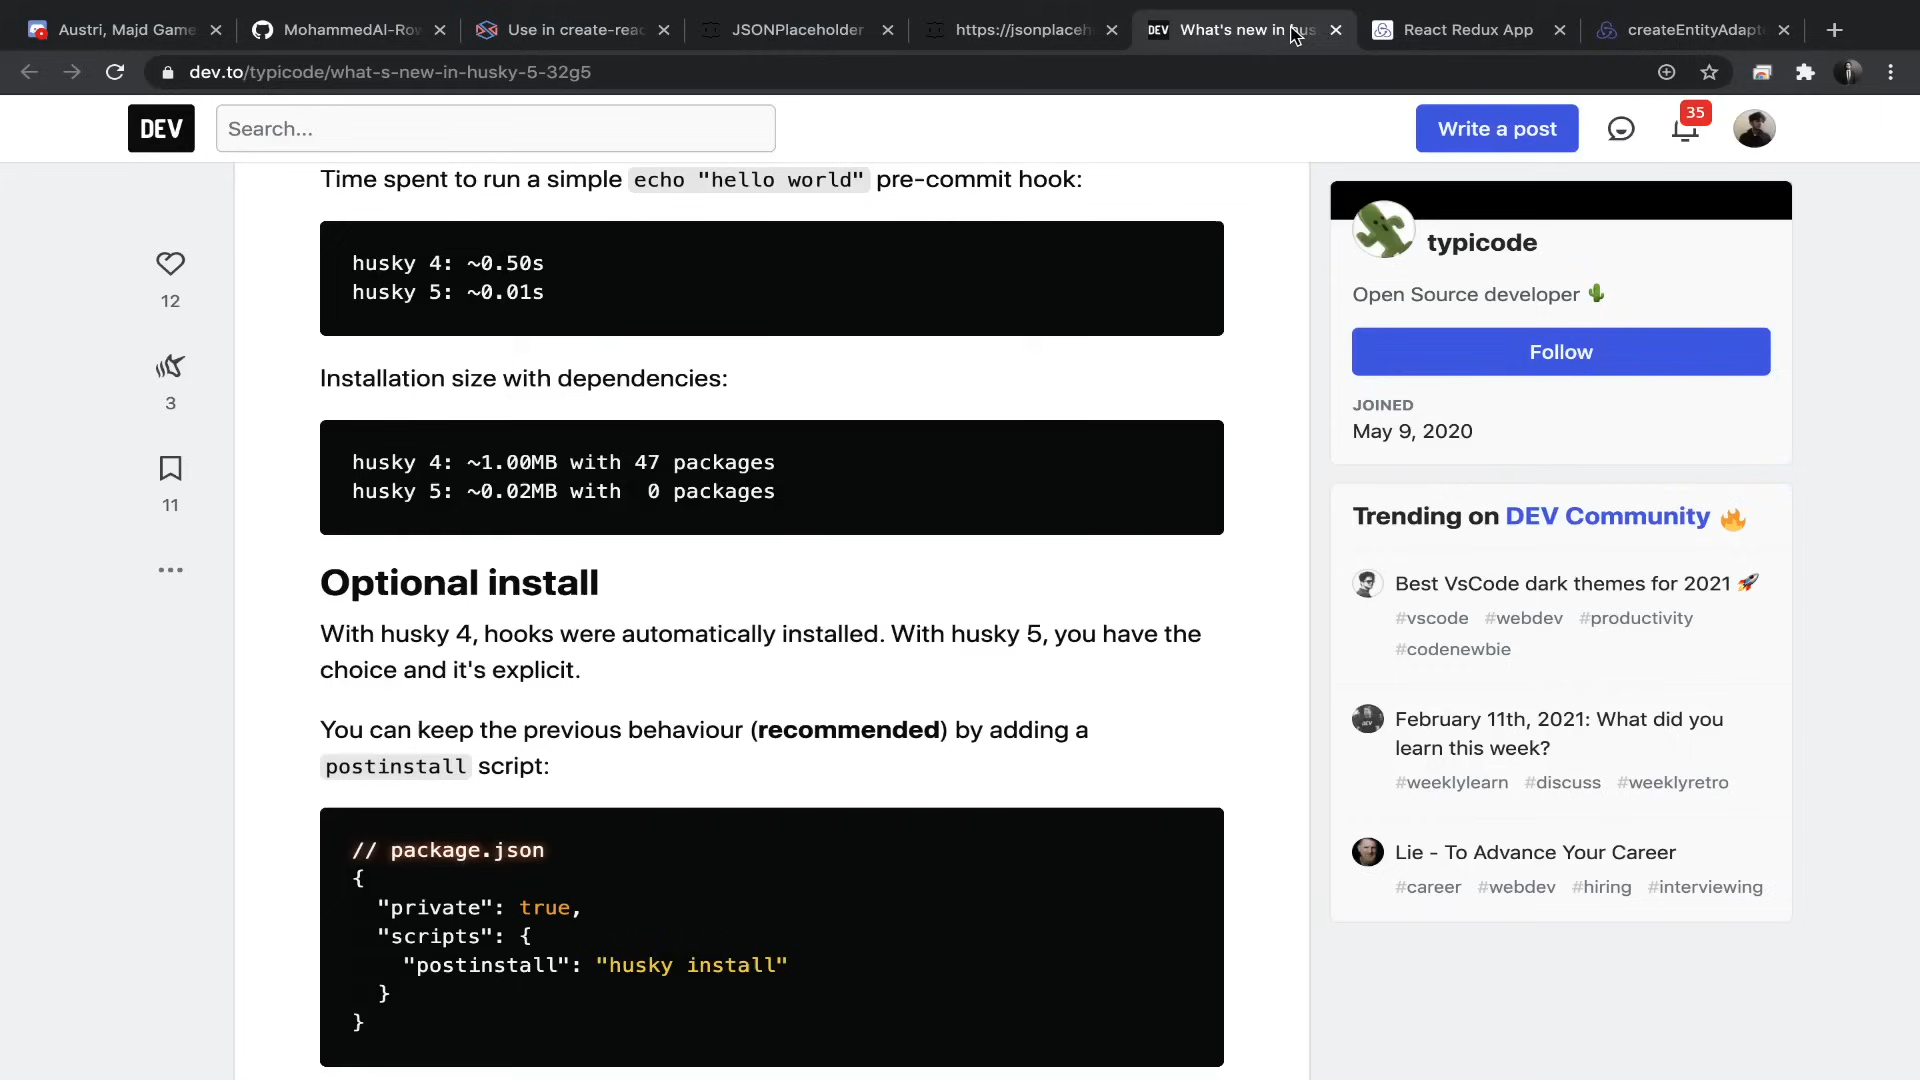 Austri, Majd Game
MohammedAl-Row
Use in create-reac
JSONPlaceholder
https://jsonplaceh
DEV What's new in hus
React Redux App
createEntityAdapt
dev.to/typicode/what-s-new-in-husky-5-32g5
DEV
Search...
Write a post
35
Time spent to run a simple echo "hello world" pre-commit hook:
husky 4: ~0.50s
husky 5: ~0.01s
Installation size with dependencies:
husky 4: ~1.00MB with 47 packages
husky 5: ~0.02MB with 0 packages
Optional install
With husky 4, hooks were automatically installed. With husky 5, you have the
choice and it's explicit.
You can keep the previous behaviour (recommended) by adding a
postinstall script:
// package.json
{
"private": true,
"scripts": {
"postinstall": "husky install"
}
}
12
3
11
typicode
Open Source developer 🌵
Follow
JOINED
May 9, 2020
Trending on DEV Community 🔥
Best VsCode dark themes for 2021 🚀
#vscode #webdev #productivity
#codenewbie
February 11th, 2021: What did you
learn this week?
#weeklylearn #discuss #weeklyretro
Lie - To Advance Your Career
#career #webdev #hiring #interviewing